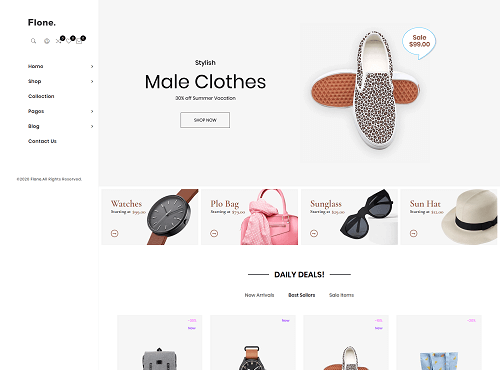 Flone.
0 0 0
Home
Shop
Collection
Pages
Blog
Contact Us
©2020 Flone All Rights Reserved.
Stylish
Male Clothes
30% off Summer Vacation
SHOP NOW
Sale
$99.00
Watches
Starting at $99.00
Plo Bag
Starting at $79.00
Sunglass
Starting at $29.00
Sun Hat
Starting at
DAILY DEALS!
New Arrivals
Best Sellers
Sale Items
-10%
New
New
-10%
New
-10%